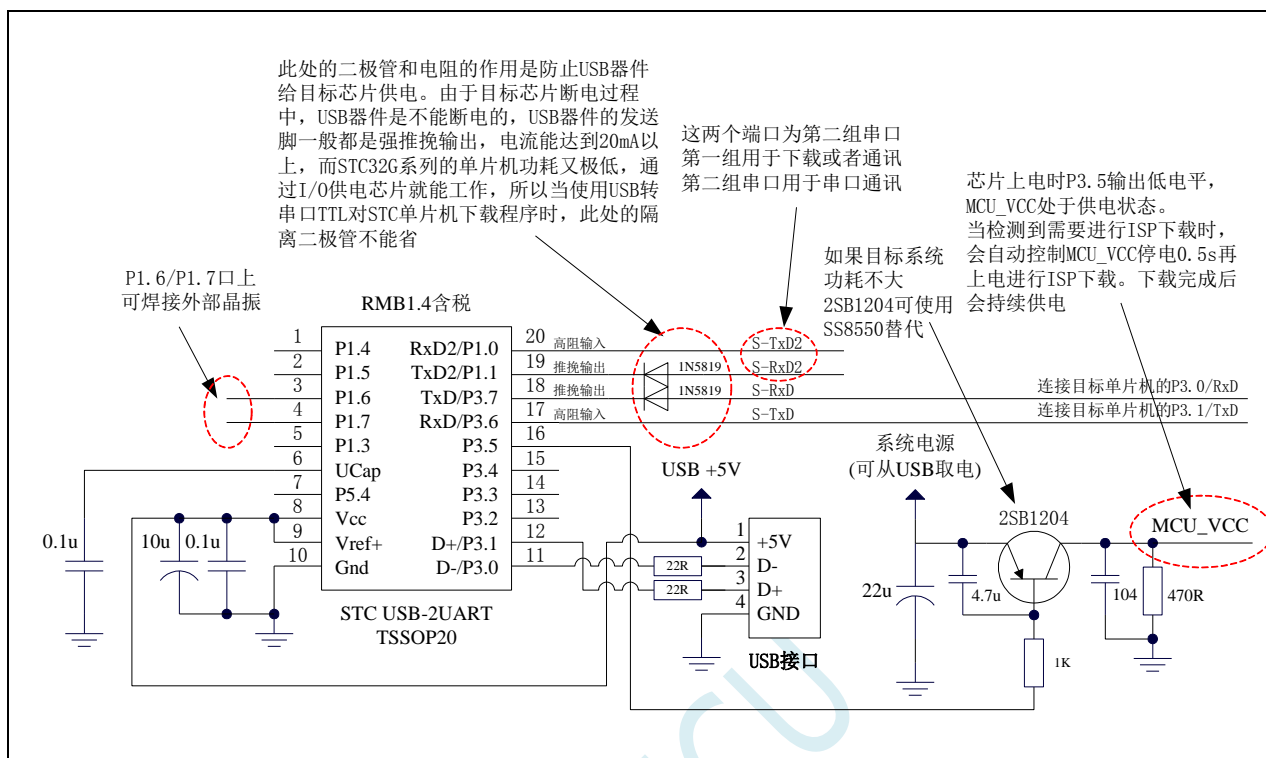 此处的二极管和电阻的作用是防止USB器件
给目标芯片供电。由于目标芯片断电过程
中，USB器件是不能断电的，USB器件的发送
脚一般都是强推挽输出，电流能达到20mA以
上，而STC32G系列的单片机功耗又极低，通
过I/O供电芯片就能工作，所以当使用USB转
串口TTL对STC单片机下载程序时，此处的隔
离二极管不能省
这两个端口为第二组串口
第一组用于下载或者通讯
第二组串口用于串口通讯
芯片上电时P3.5输出低电平，
MCU_VCC处于供电状态。
当检测到需要进行ISP下载时，
会自动控制MCU_VCC停电0.5s再
上电进行ISP下载。下载完成后
会持续供电
如果目标系统
功耗不大
2SB1204可使用
SS8550替代
P1.6/P1.7口上
可焊接外部晶振
RMB1.4含税
1 P1.4 RxD2/P1.0 20 高阻输入 S-TxD2
2 P1.5 TxD2/P1.1 19 推挽输出 1N5819 S-RxD2
3 P1.6 TxD/P3.7 18 推挽输出 1N5819 S-RxD 连接目标单片机的P3.0/RxD
4 P1.7 RxD/P3.6 17 高阻输入 S-TxD 连接目标单片机的P3.1/TxD
5 P1.3 P3.5 16
6 UCap P3.4 15
7 P5.4 P3.3 14
8 Vcc P3.2 13
9 Vref+ D+/P3.1 12
10 Gnd D-/P3.0 11
STC USB-2UART
TSSOP20
0.1u
10u
0.1u
USB +5V
22R
22R
1 +5V
2 D-
3 D+
4 GND
USB接口
系统电源
(可从USB取电)
2SB1204
MCU_VCC
22u
4.7u
104
470R
1K
CU